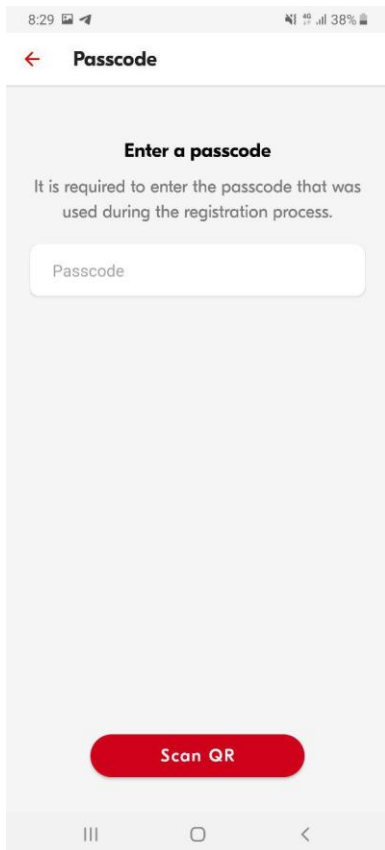 8:29 38%
Passcode
Enter a passcode
It is required to enter the passcode that was
used during the registration process.
Passcode
Scan QR